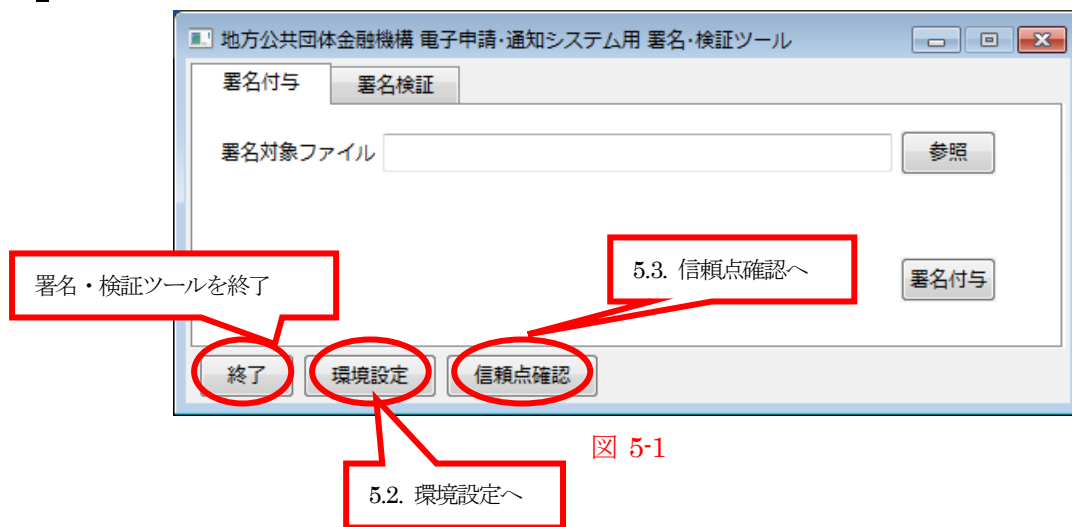 地方公共団体金融機構 電子申請･通知システム用 署名･検証ツール
署名付与 署名検証
署名対象ファイル 参照
5.3. 信頼点確認へ
署名・検証ツールを終了
署名付与
終了 環境設定 信頼点確認
図 5-1
5.2. 環境設定へ